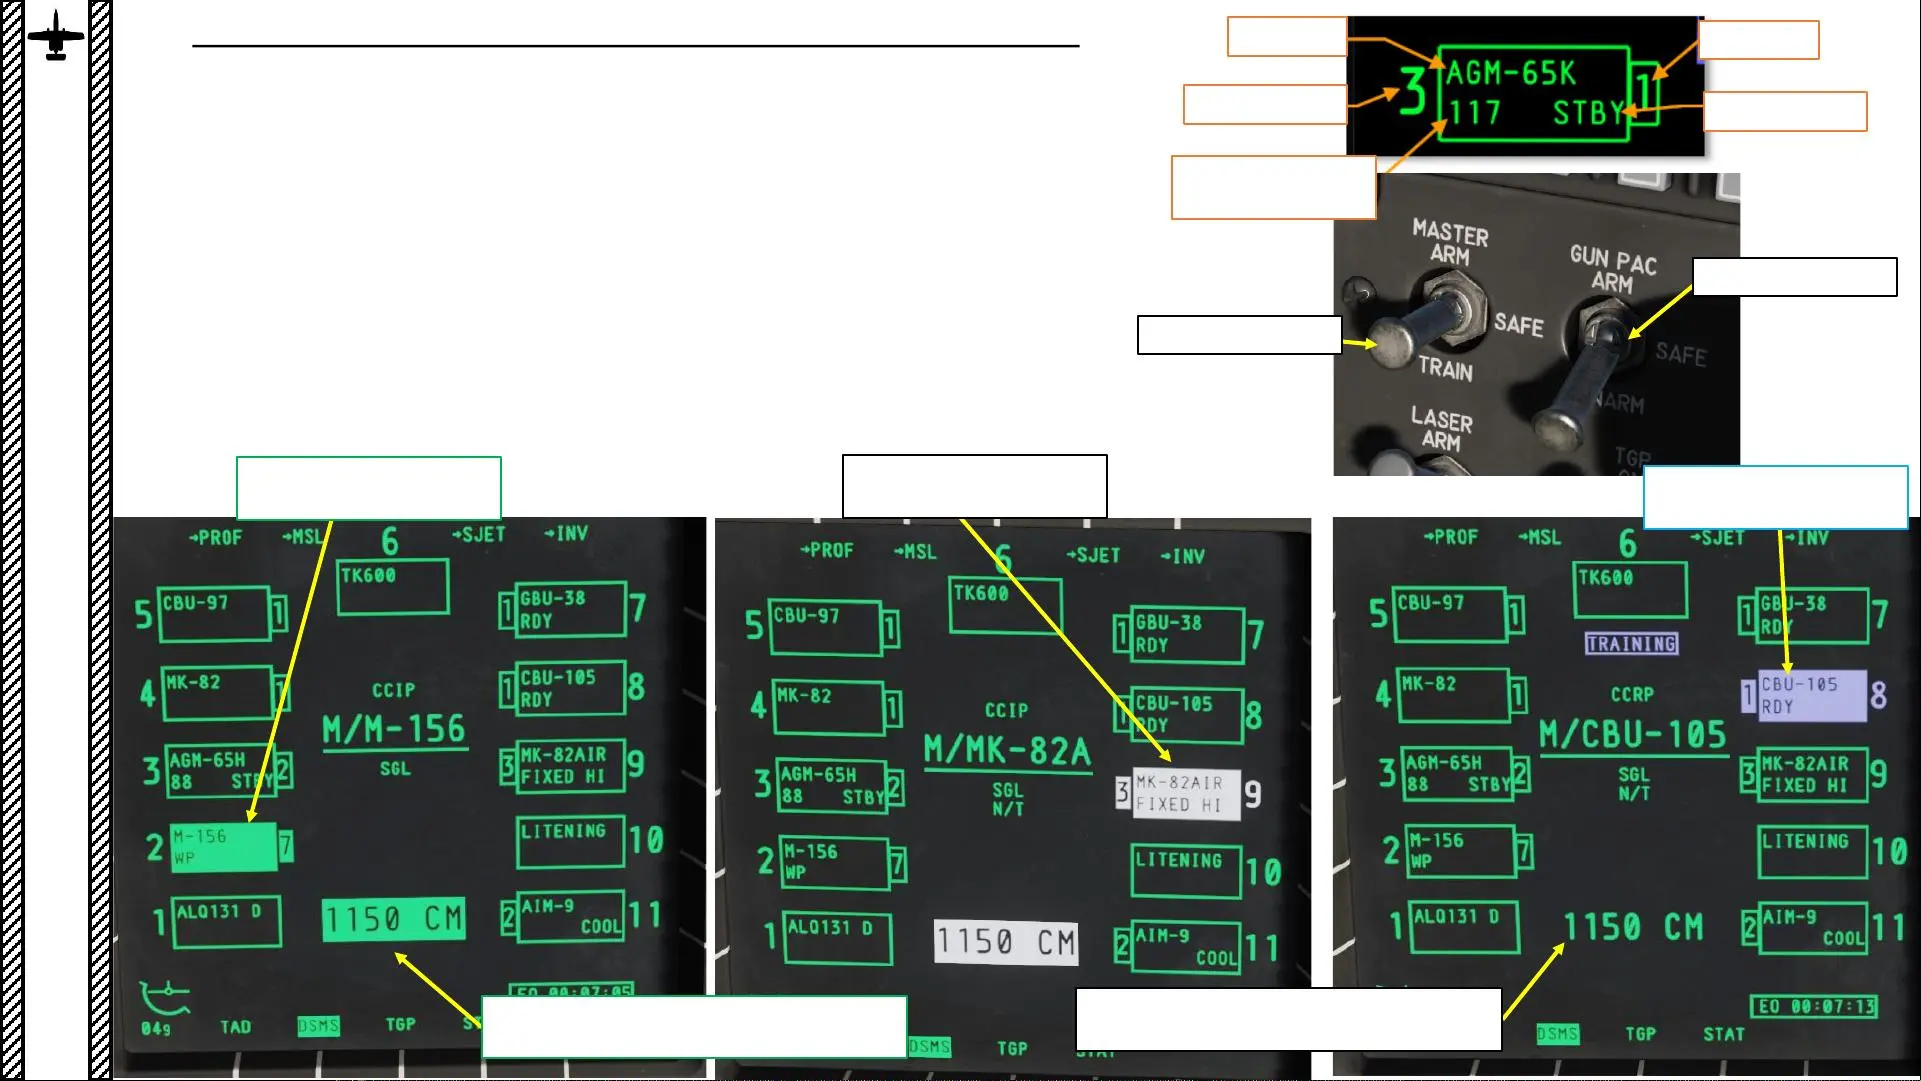 3
AGM-65K
117 STBY
1
MASTER
ARM
SAFE
TRAIN
GUN PAC
ARM
SAFE
ARM
LASER
ARM
TGP
→PROF →MSL 6 →SJET →INV
TK600
5 CBU-97 1
1 GBU-38 7
RDY
4 MK-82 1
1 CBU-105 8
RDY
CCIP
M/M-156
SGL
3 AGM-65H 2
88 STBY
3 MK-82AIR 9
FIXED HI
2 M-156 7
WP
LITENING 10
1 ALQ131 D
1150 CM
2 AIM-9 11
COOL
EO 00:07:05
04g TAD DSMS TGP
→PROF →MSL 6 →SJET →INV
TK600
5 CBU-97 1
1 GBU-38 7
RDY
4 MK-82 1
1 CBU-105 8
RDY
CCIP
M/MK-82A
SGL
N/T
3 AGM-65H 2
88 STBY
3 MK-82AIR 9
FIXED HI
2 M-156 7
WP
LITENING 10
1 ALQ131 D
1150 CM
2 AIM-9 11
COOL
DSMS TGP STAT
→PROF →MSL 6 →SJET →INV
TK600
TRAINING
5 CBU-97 1
1 GBU-38 7
RDY
4 MK-82 1
1 CBU-105 8
RDY
CCRP
M/CBU-105
SGL
N/T
3 AGM-65H 2
88 STBY
3 MK-82AIR 9
FIXED HI
2 M-156 7
WP
LITENING 10
1 ALQ131 D
1150 CM
2 AIM-9 11
COOL
EO 00:07:13
DSMS TGP STAT